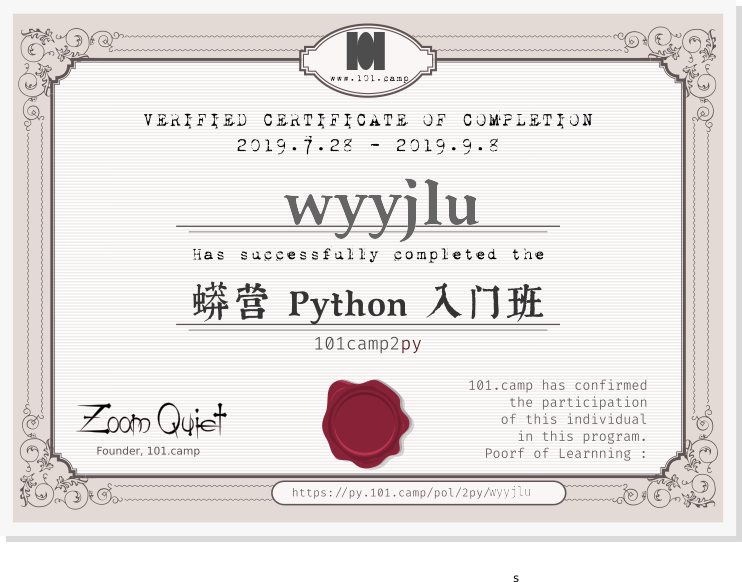 www.101.camp
VERIFIED CERTIFICATE OF COMPLETION
2019.7.28 - 2019.9.8
wyyjlu
Has successfully completed the
蟒营 Python 入门班
101camp2py
Zoom Quiet
Founder, 101.camp
101.camp has confirmed
the participation
of this individual
in this program.
Poorf of Learnning :
https://py.101.camp/pol/2py/wyyjlu
s